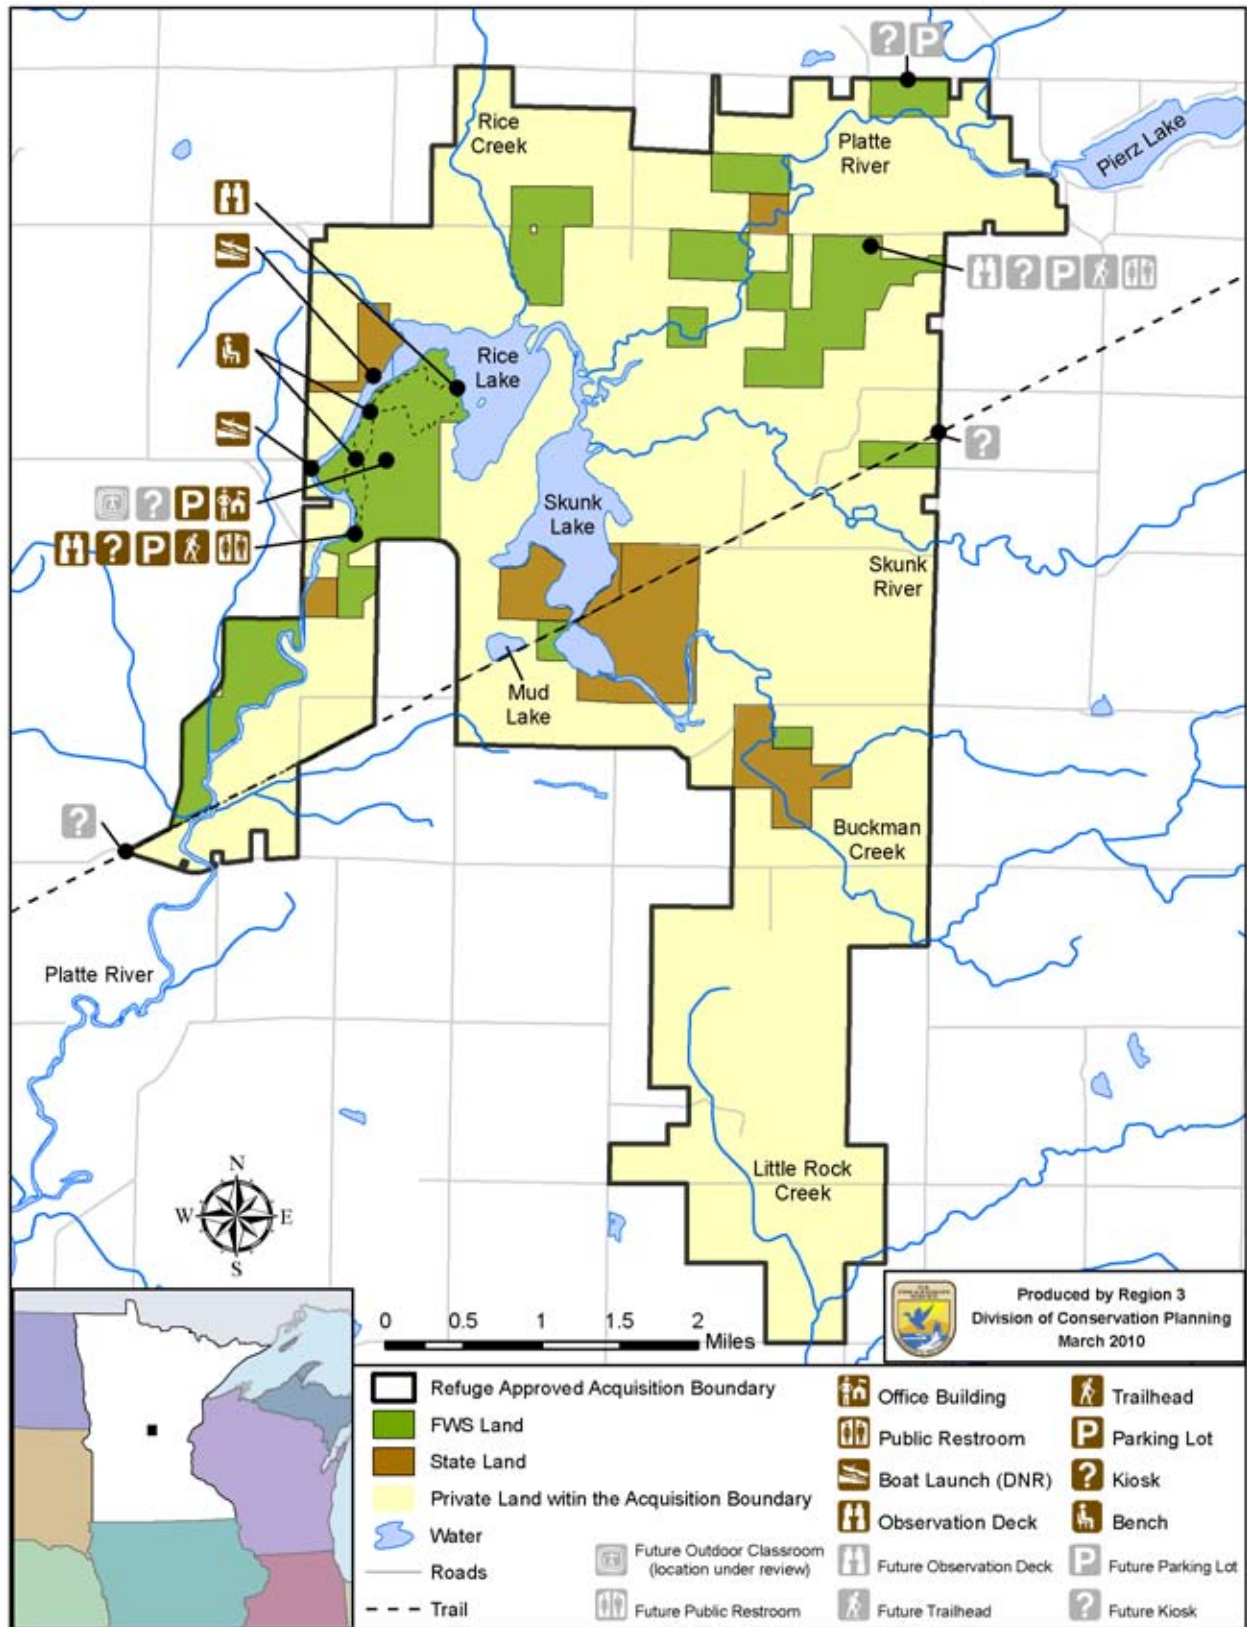 Rice
Creek
Platte
River
Pierz Lake
Rice
Lake
Skunk
Lake
Skunk
River
Mud
Lake
Buckman
Creek
Platte River
Little Rock
Creek
N
W
E
S
0 0.5 1 1.5 2
Miles
Produced by Region 3
Division of Conservation Planning
March 2010
Refuge Approved Acquisition Boundary
FWS Land
State Land
Private Land witin the Acquisition Boundary
Water
Roads
Trail
Future Outdoor Classroom
(location under review)
Future Public Restroom
Office Building
Public Restroom
Boat Launch (DNR)
Observation Deck
Future Observation Deck
Future Trailhead
Trailhead
Parking Lot
Kiosk
Bench
Future Parking Lot
Future Kiosk